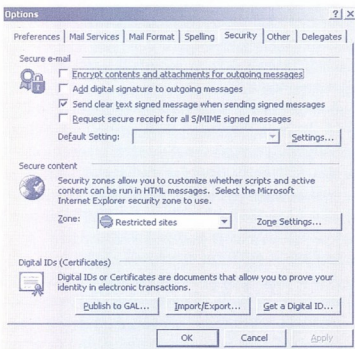 Options
Preferences Mail Services Mail Format Spelling Security Other Delegates
Secure e-mail
Encrypt contents and attachments for outgoing messages
Add digital signature to outgoing messages
Send clear text signed message when sending signed messages
Request secure receipt for all S/MIME signed messages
Default Setting: Settings...
Secure content
Security zones allow you to customize whether scripts and active
content can be run in HTML messages. Select the Microsoft
Internet Explorer security zone to use.
Zone: Restricted sites Zone Settings...
Digital IDs (Certificates)
Digital IDs or Certificates are documents that allow you to prove your
identity in electronic transactions.
Publish to GAL... Import/Export... Get a Digital ID...
OK Cancel Apply